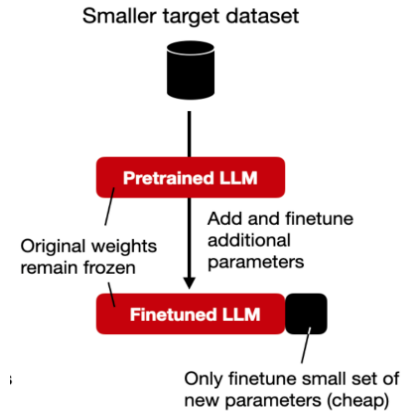 Smaller target dataset
Pretrained LLM
Add and finetune
additional
parameters
Original weights
remain frozen
Finetuned LLM
Only finetune small set of
new parameters (cheap)